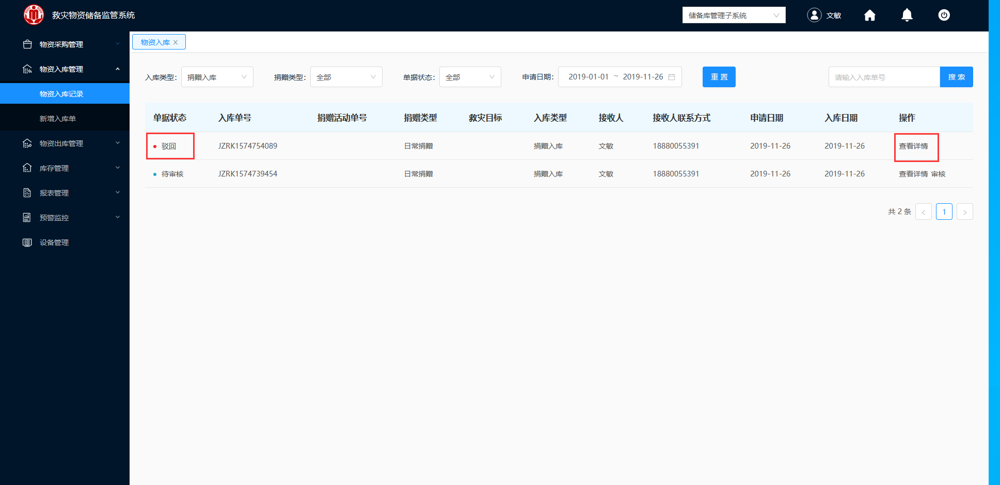 救灾物资储备监管系统
储备库管理子系统
文敏
物资采购管理
物资入库管理
物资入库记录
新增入库单
物资出库管理
库存管理
报表管理
预警监控
设备管理
物资入库
入库类型: 捐赠入库 捐赠类型: 全部 单据状态: 全部 申请日期: 2019-01-01 ~ 2019-11-26 重 置 请输入入库单号 搜 索
单据状态 入库单号 捐赠活动单号 捐赠类型 救灾目标 入库类型 接收人 接收人联系方式 申请日期 入库日期 操作
驳回 JZRK1574754089 日常捐赠 捐赠入库 文敏 18880055391 2019-11-26 2019-11-26 查看详情
待审核 JZRK1574739454 日常捐赠 捐赠入库 文敏 18880055391 2019-11-26 2019-11-26 查看详情 审核
共 2 条 < 1 >